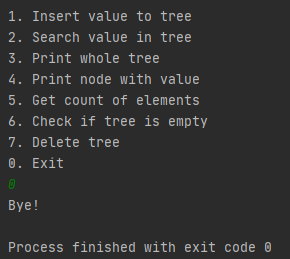 1. Insert value to tree
2. Search value in tree
3. Print whole tree
4. Print node with value
5. Get count of elements
6. Check if tree is empty
7. Delete tree
0. Exit
0
Bye!
Process finished with exit code 0